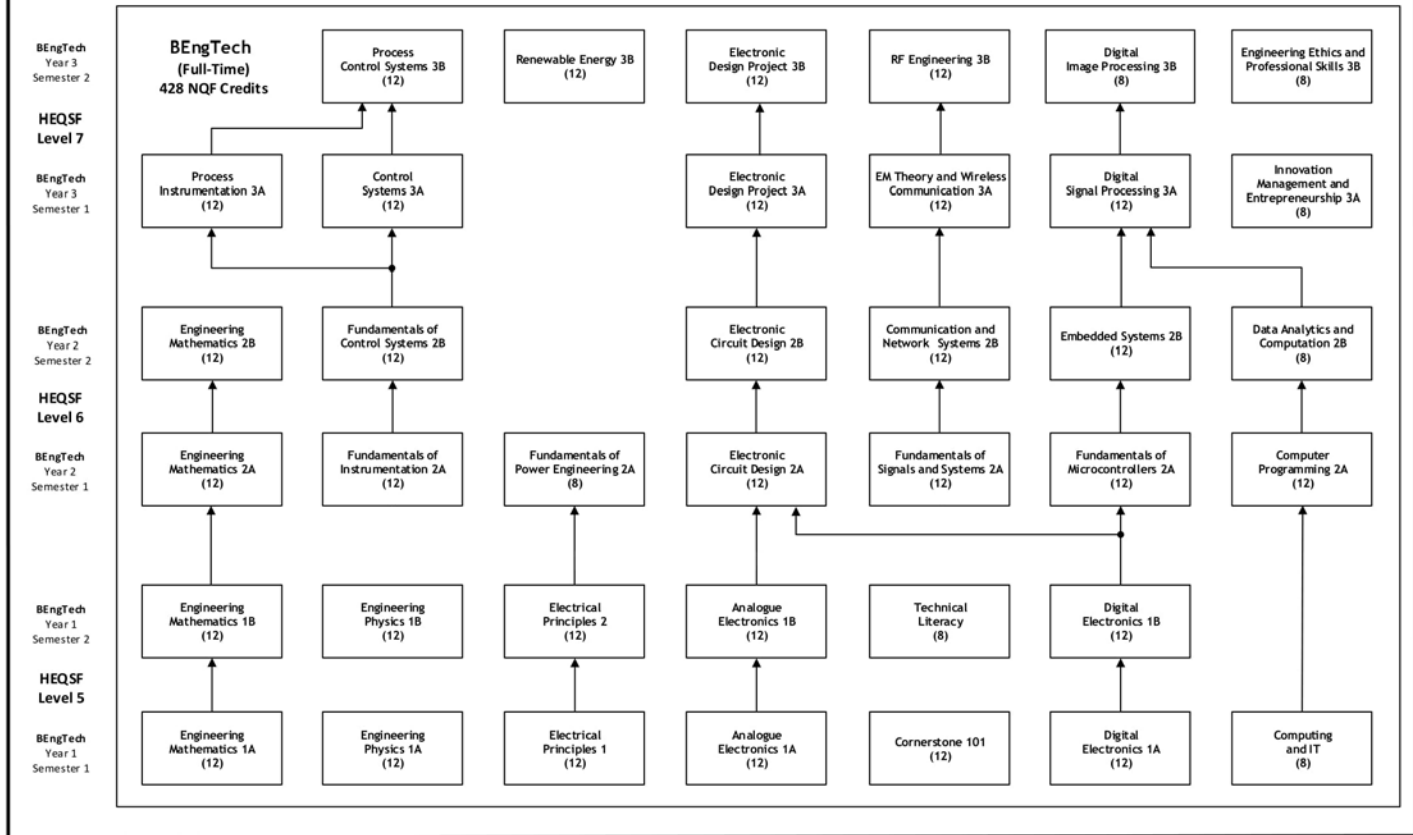 BEngTech
Year 3
Semester 2
BEngTech
(Full-Time)
428 NQF Credits
Process
Control Systems 3B
(12)
Renewable Energy 3B
(12)
Electronic
Design Project 3B
(12)
RF Engineering 3B
(12)
Digital
Image Processing 3B
(8)
Engineering Ethics and
Professional Skills 3B
(8)
HEQSF
Level 7
BEngTech
Year 3
Semester 1
Process
Instrumentation 3A
(12)
Control
Systems 3A
(12)
Electronic
Design Project 3A
(12)
EM Theory and Wireless
Communication 3A
(12)
Digital
Signal Processing 3A
(12)
Innovation
Management and
Entrepreneurship 3A
(8)
BEngTech
Year 2
Semester 2
Engineering
Mathematics 2B
(12)
Fundamentals of
Control Systems 2B
(12)
Electronic
Circuit Design 2B
(12)
Communication and
Network Systems 2B
(12)
Embedded Systems 2B
(12)
Data Analytics and
Computation 2B
(8)
HEQSF
Level 6
BEngTech
Year 2
Semester 1
Engineering
Mathematics 2A
(12)
Fundamentals of
Instrumentation 2A
(12)
Fundamentals of
Power Engineering 2A
(8)
Electronic
Circuit Design 2A
(12)
Fundamentals of
Signals and Systems 2A
(12)
Fundamentals of
Microcontrollers 2A
(12)
Computer
Programming 2A
(12)
BEngTech
Year 1
Semester 2
Engineering
Mathematics 1B
(12)
Engineering
Physics 1B
(12)
Electrical
Principles 2
(12)
Analogue
Electronics 1B
(12)
Technical
Literacy
(8)
Digital
Electronics 1B
(12)
HEQSF
Level 5
BEngTech
Year 1
Semester 1
Engineering
Mathematics 1A
(12)
Engineering
Physics 1A
(12)
Electrical
Principles 1
(12)
Analogue
Electronics 1A
(12)
Cornerstone 101
(12)
Digital
Electronics 1A
(12)
Computing
and IT
(8)